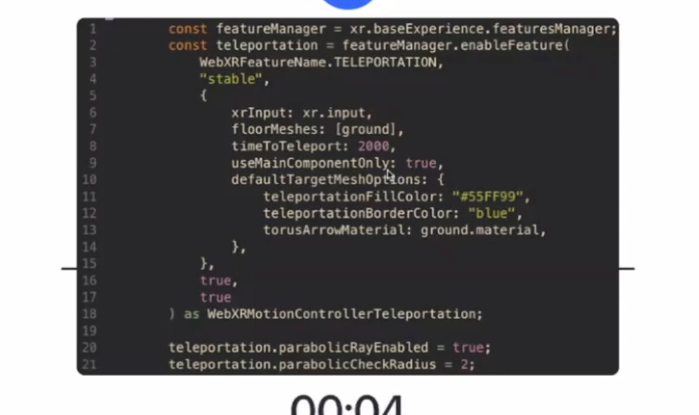 1 const featureManager = xr.baseExperience.featuresManager;
2 const teleportation = featureManager.enableFeature(
3 WebXRFeatureName.TELEPORTATION,
4 "stable",
5 {
6 xrInput: xr.input,
7 floorMeshes: [ground],
8 timeToTeleport: 2000,
9 useMainComponentOnly: true,
10 defaultTargetMeshOptions: {
11 teleportationFillColor: "#55FF99",
12 teleportationBorderColor: "blue",
13 torusArrowMaterial: ground.material,
14 },
15 },
16 true,
17 true
18 ) as WebXRMotionControllerTeleportation;
19
20 teleportation.parabolicRayEnabled = true;
21 teleportation.parabolicCheckRadius = 2;
00:04